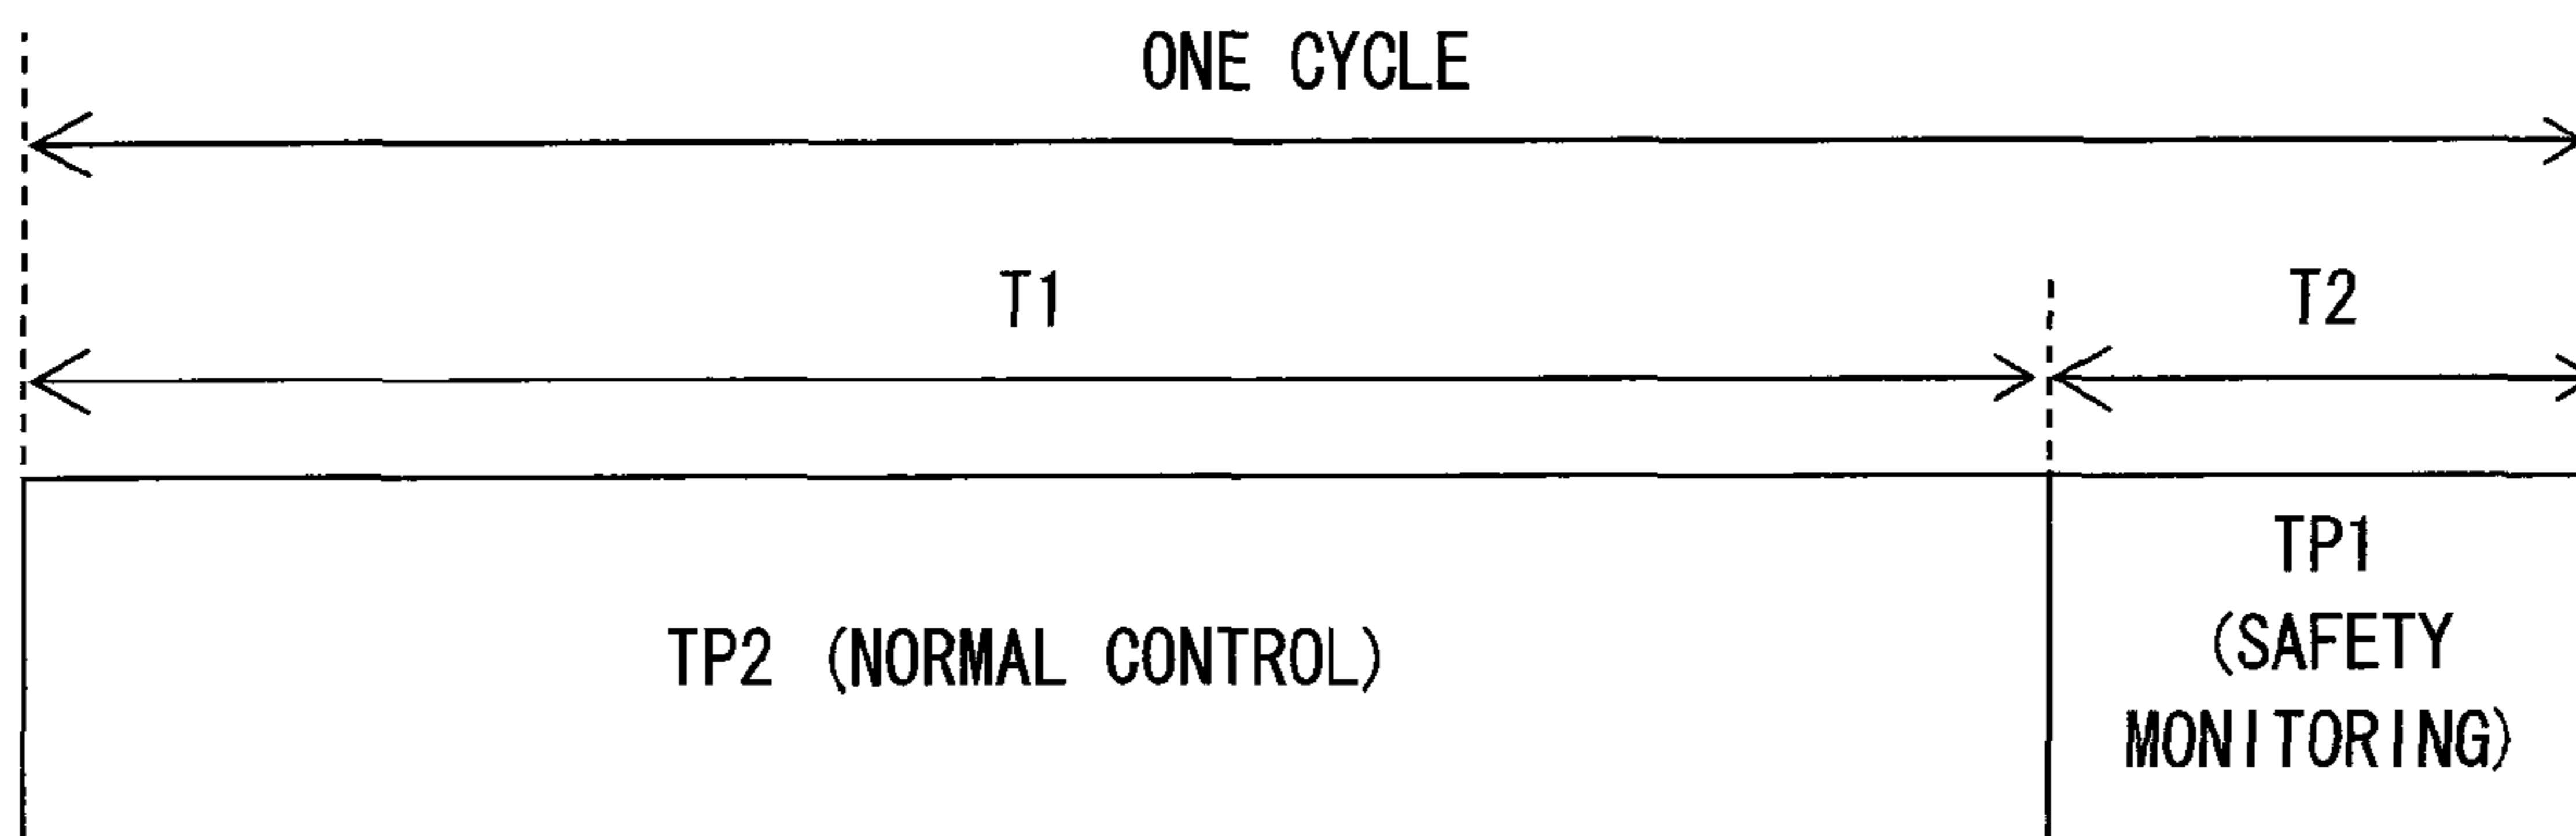 ONE CYCLE
T1
T2
TP2 (NORMAL CONTROL)
TP1
(SAFETY
MONITORING)